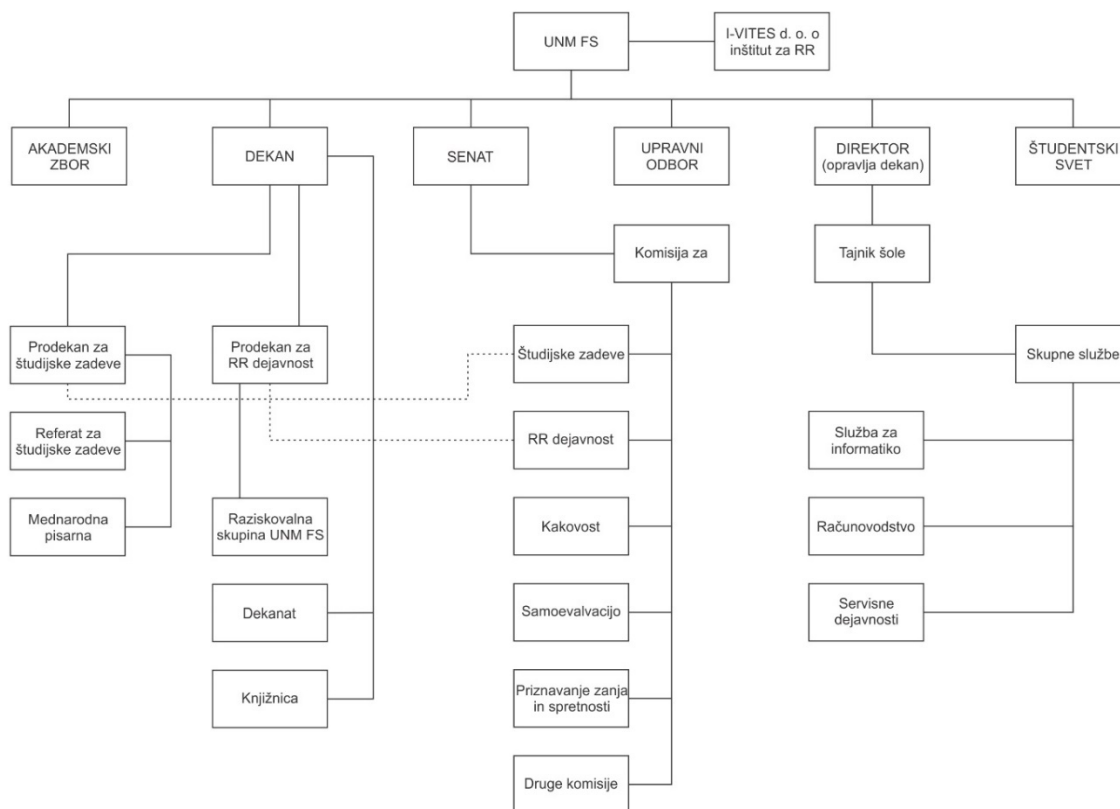 UNM FS
I-VITES d. o. o
inštitut za RR
AKADEMSKI
ZBOR
DEKAN
SENAT
UPRAVNI
ODBOR
DIREKTOR
(opravlja dekan)
ŠTUDENTSKI
SVET
Komisija za
Tajnik šole
Prodekan za
študijske zadeve
Prodekan za
RR dejavnost
Študijske zadeve
Skupne službe
Referat za
študijske zadeve
RR dejavnost
Služba za
informatiko
Mednarodna
pisarna
Raziskovalna
skupina UNM FS
Kakovost
Računovodstvo
Dekanat
Samoevalvacijo
Servisne
dejavnosti
Knjižnica
Priznavanje zanja
in spretnosti
Druge komisije